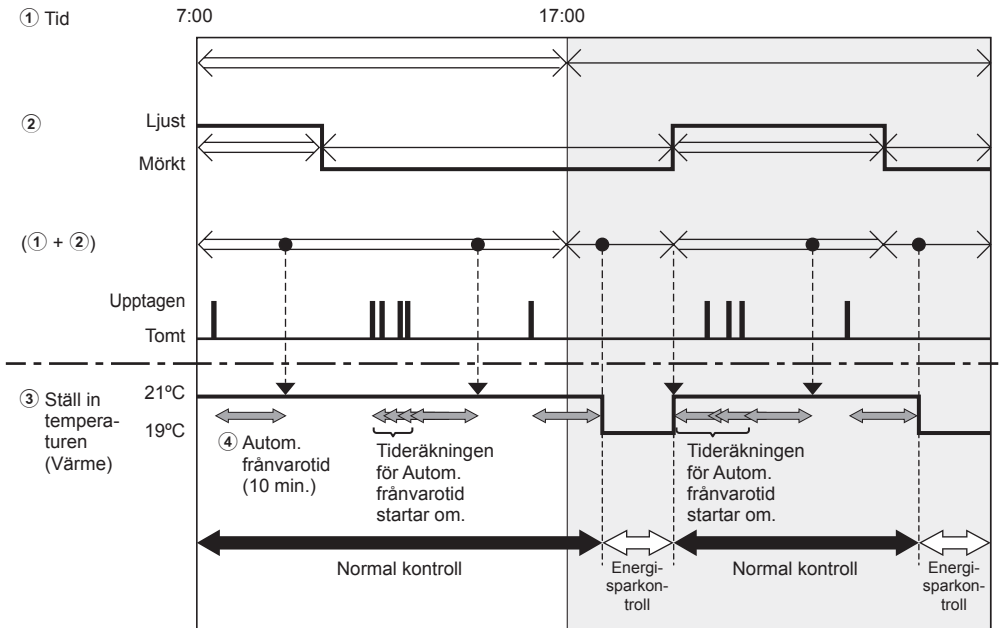 ① Tid
7:00
17:00
②
Ljust
Mörkt
(① + ②)
Upptagen
Tomt
③ Ställ in
tempera-
turen
(Värme)
21ºC
19ºC
④ Autom.
frånvarotid
(10 min.)
Tideräkningen
för Autom.
frånvarotid
startar om.
Tideräkningen
för Autom.
frånvarotid
startar om.
Normal kontroll
Energi-
sparkon-
troll
Normal kontroll
Energi-
sparkon-
troll